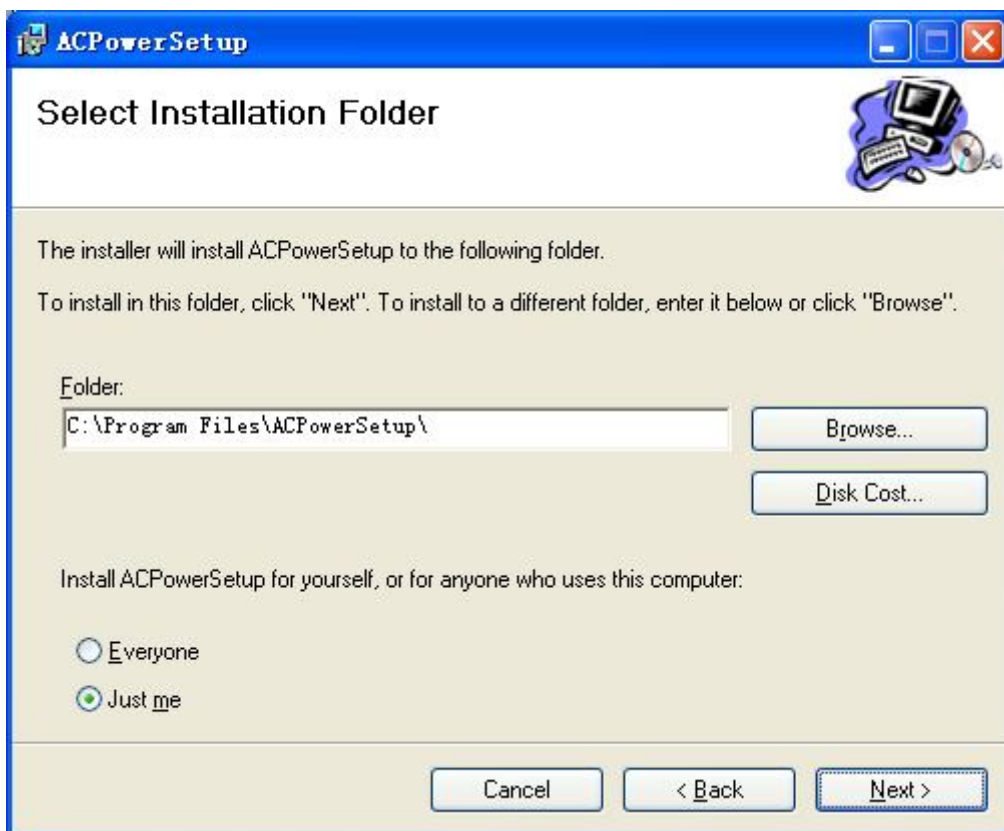 ACPowerSetup
Select Installation Folder
The installer will install ACPowerSetup to the following folder.
To install in this folder, click "Next". To install to a different folder, enter it below or click "Browse".
Folder:
C:\Program Files\ACPowerSetup\
Browse...
Disk Cost...
Install ACPowerSetup for yourself, or for anyone who uses this computer:
Everyone
Just me
Cancel
< Back
Next >